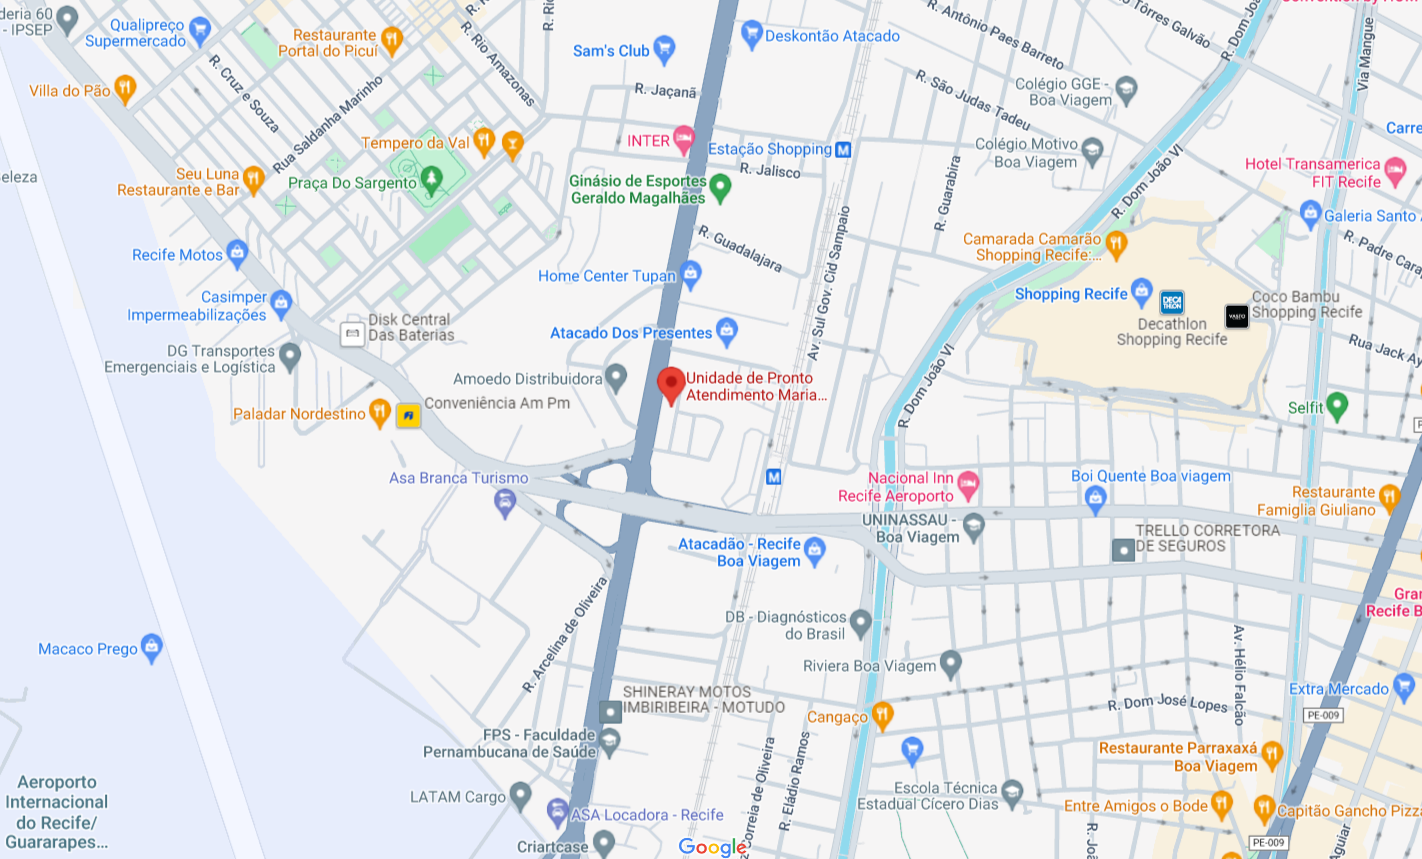 deria 60
- IPSEP
Qualipreço
Supermercado
Restaurante
Portal do Picuí
R. Rio Amazonas
Sam's Club
Deskontão Atacado
R. Antônio Paes Barreto
Torres Galvão
R. Dom João VI
Via Mangue
Villa do Pão
R. Cruz e Souza
Rua Saldanha Marinho
R. Jaçanã
R. São Judas Tadeu
Colégio GGE -
Boa Viagem
Carre
Tempero da Val
INTER
Estação Shopping
M
Colégio Motivo
Boa Viagem
R. Jalisco
Hotel Transamerica
FIT Recife
eleza
Seu Luna
Restaurante e Bar
Praça Do Sargento
Ginásio de Esportes
Geraldo Magalhães
R. Guarabira
R. Dom João VI
Galeria Santo A
Recife Motos
R. Guadalajara
Av. Sul Gov. Cid Sampaio
Camarada Camarão
Shopping Recife:...
R. Padre Cara
Home Center Tupan
Shopping Recife
DECATHLON
Decathlon
Shopping Recife
VASTO
Coco Bambu
Shopping Recife
Casimper
Impermeabilizações
Disk Central
Das Baterias
Atacado Dos Presentes
Rua Jack Ay
DG Transportes
Emergenciais e Logística
Amoedo Distribuidora
Unidade de Pronto
Atendimento Maria...
R. Dom João VI
Paladar Nordestino
Conveniência Am Pm
Selfit
Asa Branca Turismo
M
Nacional Inn
Recife Aeroporto
Boi Quente Boa viagem
Restaurante
Famiglia Giuliano
UNINASSAU -
Boa Viagem
TRELLO CORRETORA
DE SEGUROS
Atacadão - Recife
Boa Viagem
R. Arcelina de Oliveira
DB - Diagnósticos
do Brasil
Gran
Recife B
Macaco Prego
Riviera Boa Viagem
Av. Hélio Falcão
SHINERAY MOTOS
IMBIRIBEIRA - MOTUDO
R. Dom José Lopes
Extra Mercado
Cangaço
PE-009
FPS - Faculdade
Pernambucana de Saúde
Restaurante Parraxaxá
Boa Viagem
Aeroporto
Internacional
do Recife/
Guararapes...
LATAM Cargo
Correia de Oliveira
R. Eládio Ramos
Escola Técnica
Estadual Cícero Dias
Entre Amigos o Bode
Capitão Gancho Pizza
ASA Locadora - Recife
Criartcase
Google
R. Joã
Aguiar
PE-009